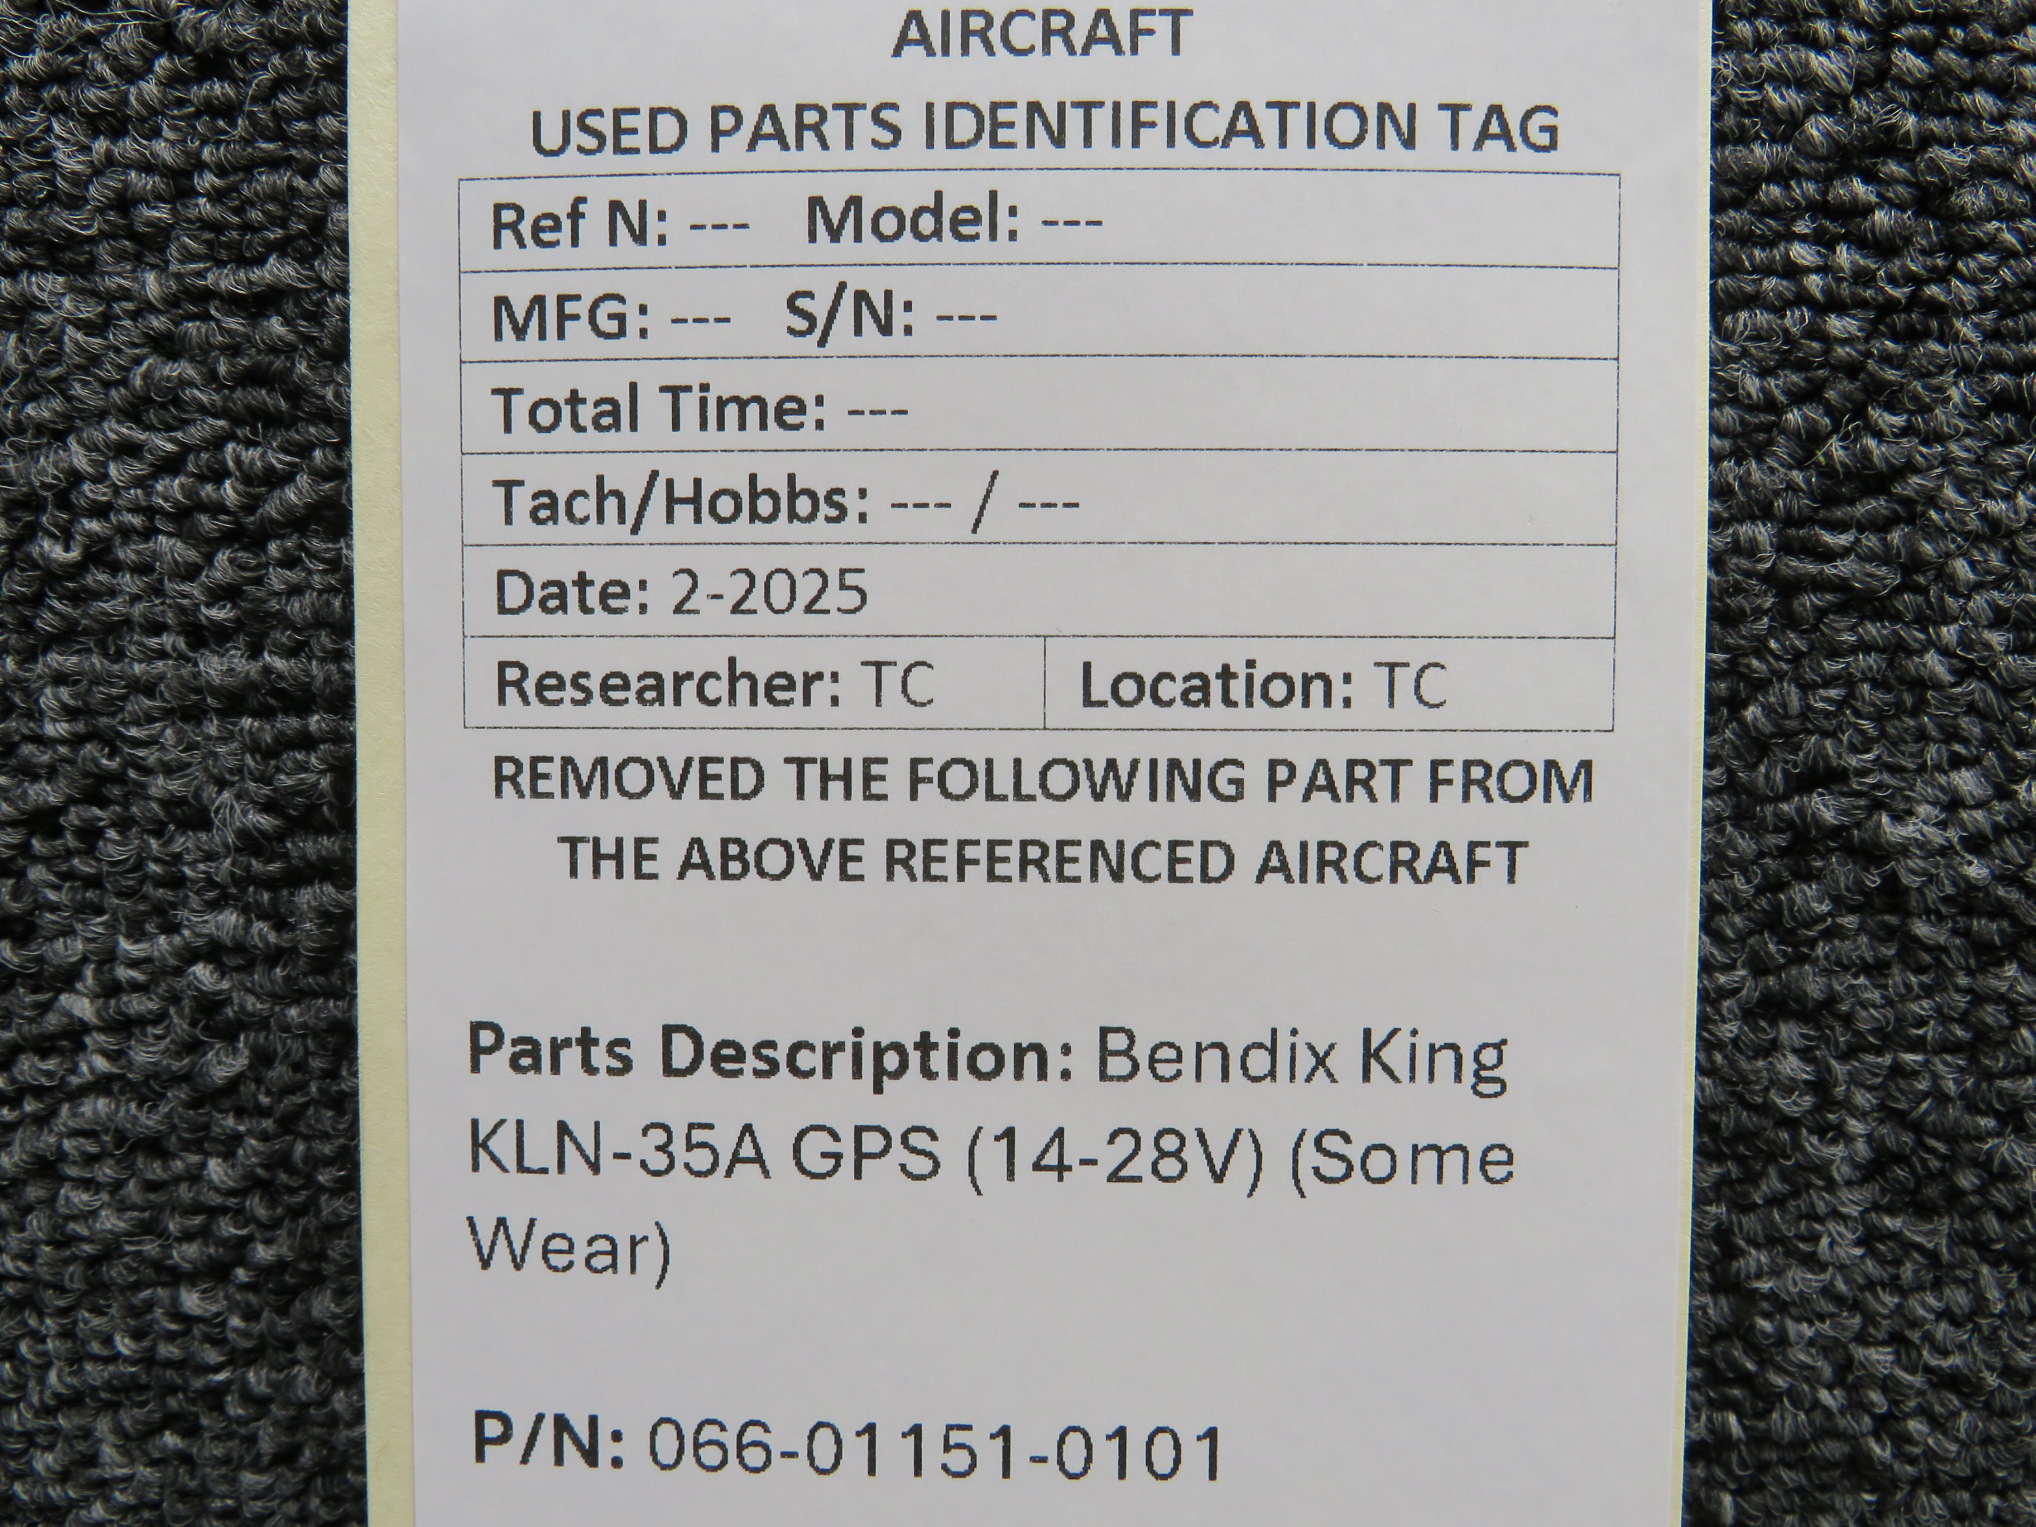 AIRCRAFT
USED PARTS IDENTIFICATION TAG
Ref N: --- Model: ---
MFG: --- S/N: ---
Total Time: ---
Tach/Hobbs: --- / ---
Date: 2-2025
Researcher: TC Location: TC
REMOVED THE FOLLOWING PART FROM
THE ABOVE REFERENCED AIRCRAFT
Parts Description: Bendix King
KLN-35A GPS (14-28V) (Some
Wear)
P/N: 066-01151-0101